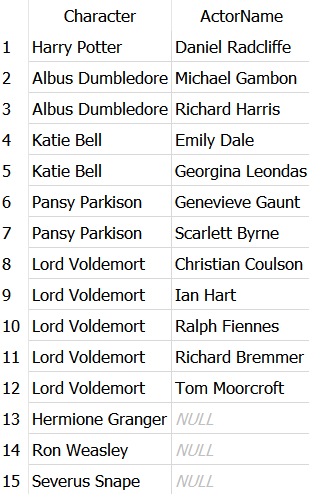 Character ActorName
1 Harry Potter Daniel Radcliffe
2 Albus Dumbledore Michael Gambon
3 Albus Dumbledore Richard Harris
4 Katie Bell Emily Dale
5 Katie Bell Georgina Leondas
6 Pansy Parkison Genevieve Gaunt
7 Pansy Parkison Scarlett Byrne
8 Lord Voldemort Christian Coulson
9 Lord Voldemort Ian Hart
10 Lord Voldemort Ralph Fiennes
11 Lord Voldemort Richard Bremmer
12 Lord Voldemort Tom Moorcroft
13 Hermione Granger NULL
14 Ron Weasley NULL
15 Severus Snape NULL